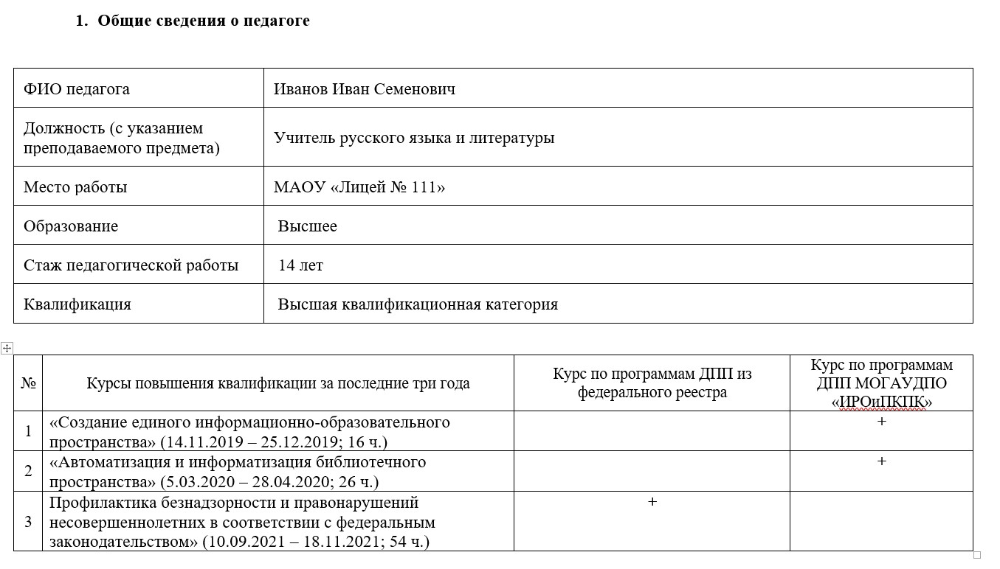 1. Общие сведения о педагоге
ФИО педагога
Иванов Иван Семенович
Должность (с указанием
преподаваемого предмета)
Учитель русского языка и литературы
Место работы
МАОУ «Лицей № 111»
Образование
Высшее
Стаж педагогической работы
14 лет
Квалификация
Высшая квалификационная категория
№
Курсы повышения квалификации за последние три года
Курс по программам ДПП из
федерального реестра
Курс по программам
ДПП МОГАУДПО
«ИРОиПКПК»
1
«Создание единого информационно-образовательного
пространства» (14.11.2019 – 25.12.2019; 16 ч.)
+
2
«Автоматизация и информатизация библиотечного
пространства» (5.03.2020 – 28.04.2020; 26 ч.)
+
3
Профилактика безнадзорности и правонарушений
несовершеннолетних в соответствии с федеральным
законодательством» (10.09.2021 – 18.11.2021; 54 ч.)
+